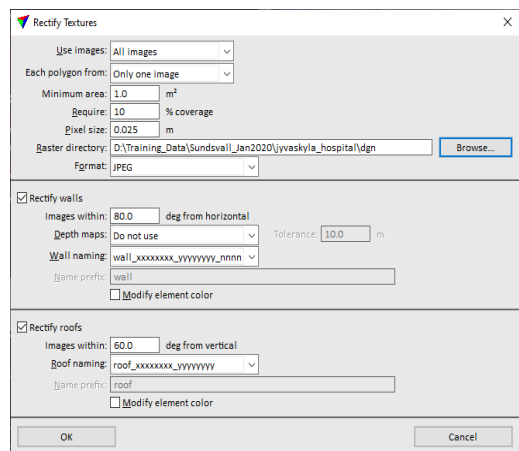 Rectify Textures
Use images: All images
Each polygon from: Only one image
Minimum area: 1.0 m²
Require: 10 % coverage
Pixel size: 0.025 m
Raster directory: D:\Training_Data\Sundsvall_Jan2020\jyvaskyla_hospital\dgn Browse...
Format: JPEG
Rectify walls
Images within: 80.0 deg from horizontal
Depth maps: Do not use Tolerance: 10.0 m
Wall naming: wall_xxxxxxxx_yyyyyyyy_nnnn
Name prefix: wall
Modify element color
Rectify roofs
Images within: 60.0 deg from vertical
Roof naming: roof_xxxxxxxx_yyyyyyyy
Name prefix: roof
Modify element color
OK Cancel